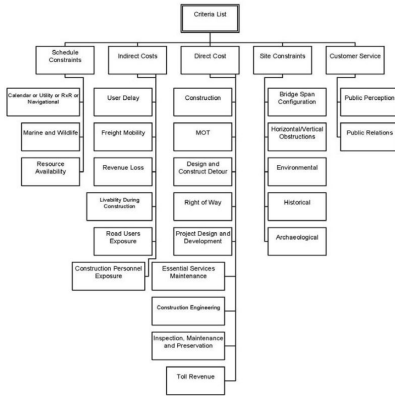 Criteria List
Schedule
Constraints
Indirect Costs
Direct Cost
Site Constraints
Customer Service
Calendar or Utility or RxR or
Navigational
User Delay
Construction
Bridge Span
Configuration
Public Perception
Marine and Wildlife
Freight Mobility
MOT
Horizontal/Vertical
Obstructions
Public Relations
Resource
Availability
Revenue Loss
Design and
Construct Detour
Environmental
Livability During
Construction
Right of Way
Historical
Road Users
Exposure
Project Design and
Development
Archaeological
Construction Personnel
Exposure
Essential Services
Maintenance
Construction Engineering
Inspection, Maintenance
and Preservation
Toll Revenue